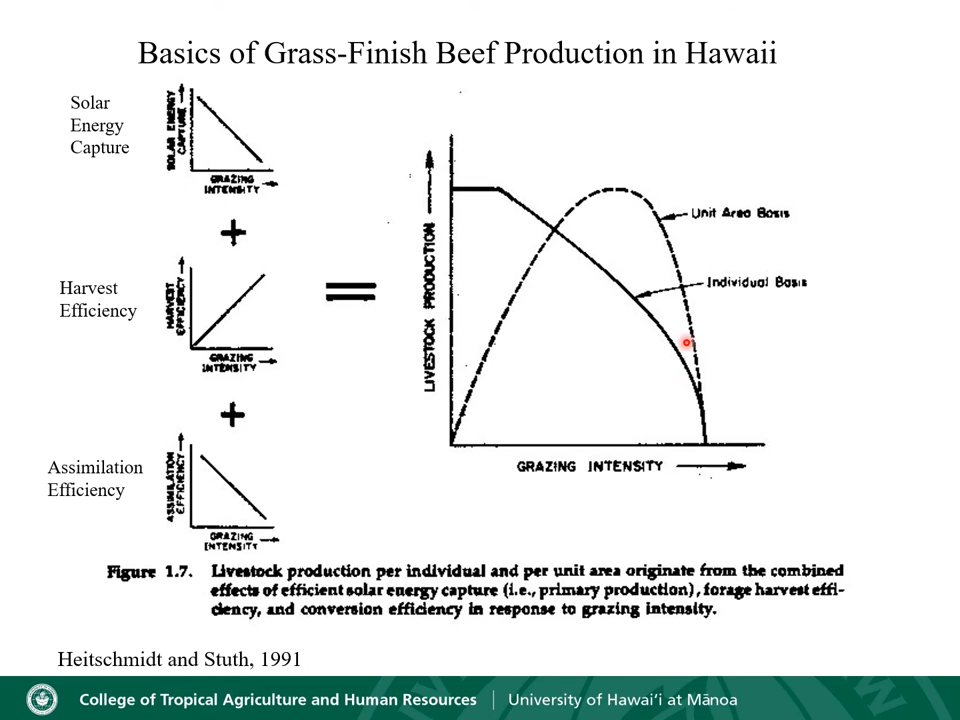 Basics of Grass-Finish Beef Production in Hawaii
Solar
Energy
Capture
SOLAR ENERGY
CAPTURE
GRAZING
INTENSITY
+
Harvest
Efficiency
HARVEST
EFFICIENCY
GRAZING
INTENSITY
+
Assimilation
Efficiency
ASSIMILATION
EFFICIENCY
GRAZING
INTENSITY
=
LIVESTOCK PRODUCTION
Unit Area Basis
Individual Basis
GRAZING INTENSITY
Figure 1.7. Livestock production per individual and per unit area originate from the combined
effects of efficient solar energy capture (i.e., primary production), forage harvest effi-
ciency, and conversion efficiency in response to grazing intensity.
Heitschmidt and Stuth, 1991
College of Tropical Agriculture and Human Resources | University of Hawaiʻi at Mānoa